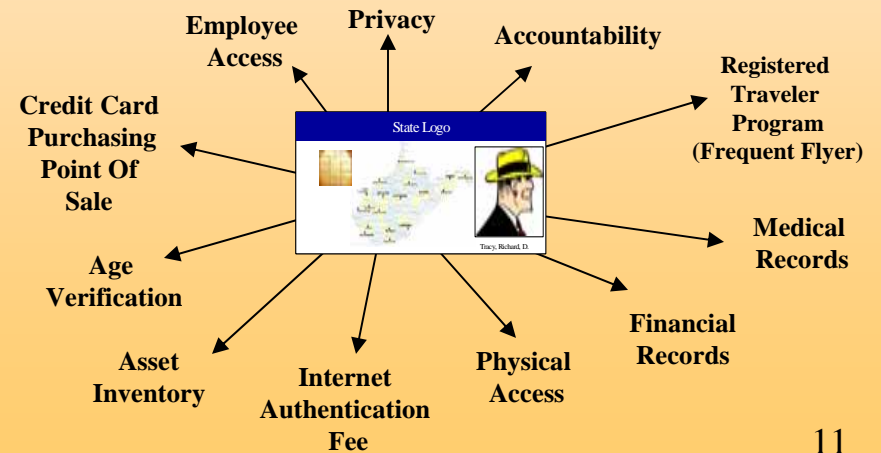 Privacy
Employee
Access
Accountability
Registered
Traveler
Program
(Frequent Flyer)
Credit Card
Purchasing
Point Of
Sale
State Logo
Tracy, Richard, D.
Medical
Records
Age
Verification
Financial
Records
Asset
Inventory
Internet
Authentication
Fee
Physical
Access
11